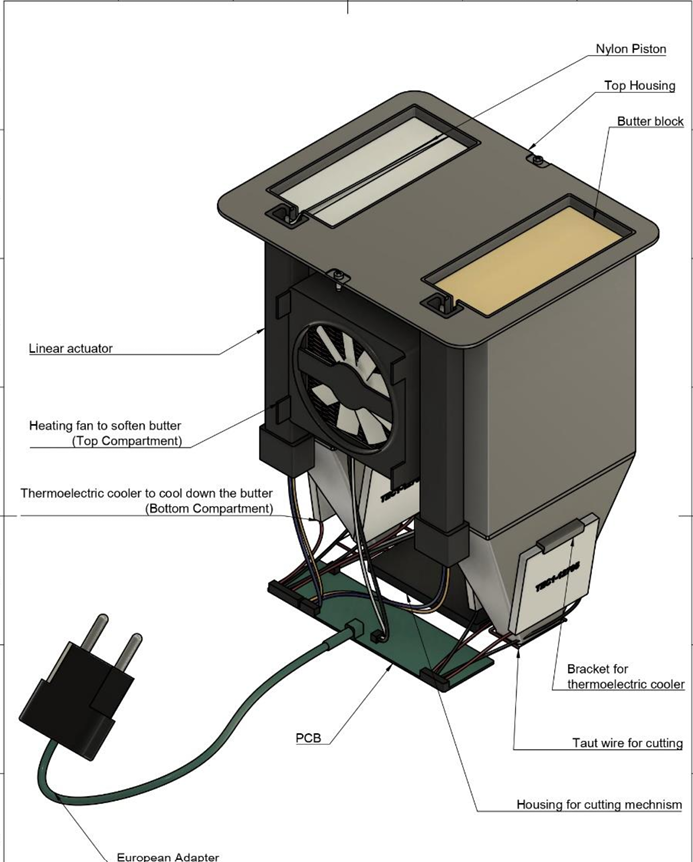 Nylon Piston
Top Housing
Butter block
Linear actuator
Heating fan to soften butter
(Top Compartment)
Thermoelectric cooler to cool down the butter
(Bottom Compartment)
Bracket for
thermoelectric cooler
PCB
Taut wire for cutting
Housing for cutting mechnism
European Adapter